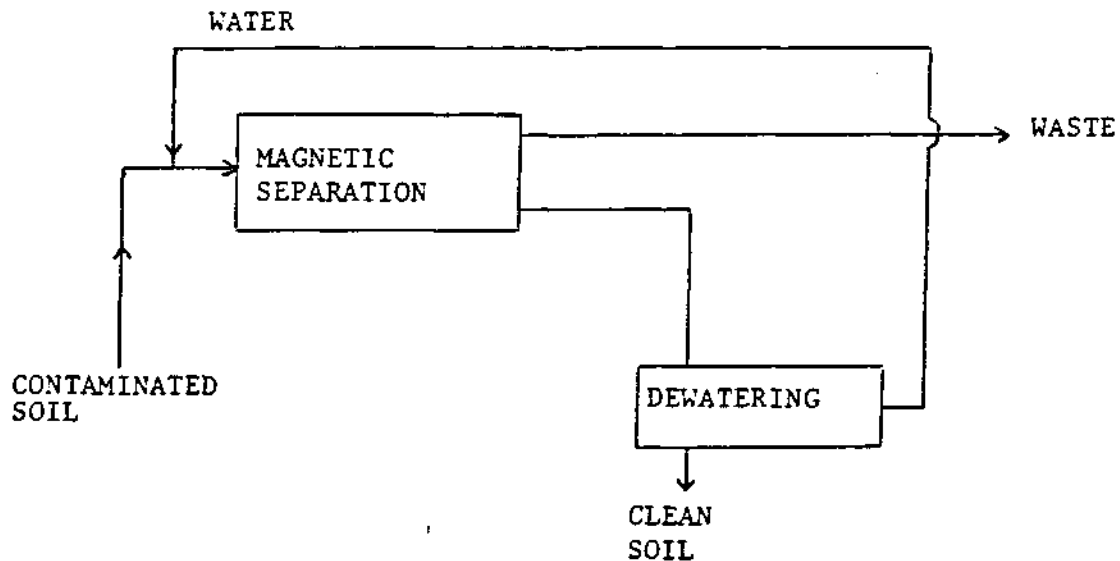 WATER
WASTE
MAGNETIC
SEPARATION
CONTAMINATED
SOIL
DEWATERING
CLEAN
SOIL